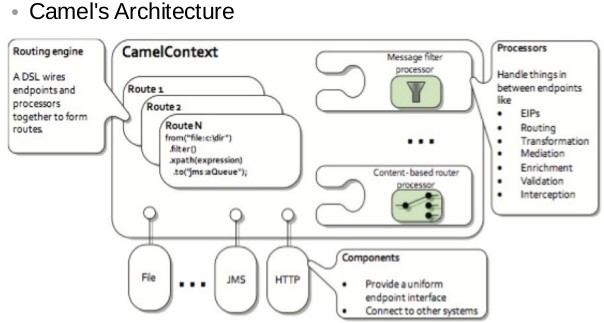 • Camel's Architecture
Routing engine
A DSL wires
endpoints and
processors
together to form
routes.
CamelContext
Route 1
Route 2
Route N
from("file:c:\dir")
.filter()
.xpath(expression)
.to("jms:aQueue");
Message filter
processor
...
Content-based router
processor
Processors
Handle things in
between endpoints
like
• EIPs
• Routing
• Transformation
• Mediation
• Enrichment
• Validation
• Interception
File
...
JMS
HTTP
Components
• Provide a uniform
endpoint interface
• Connect to other systems